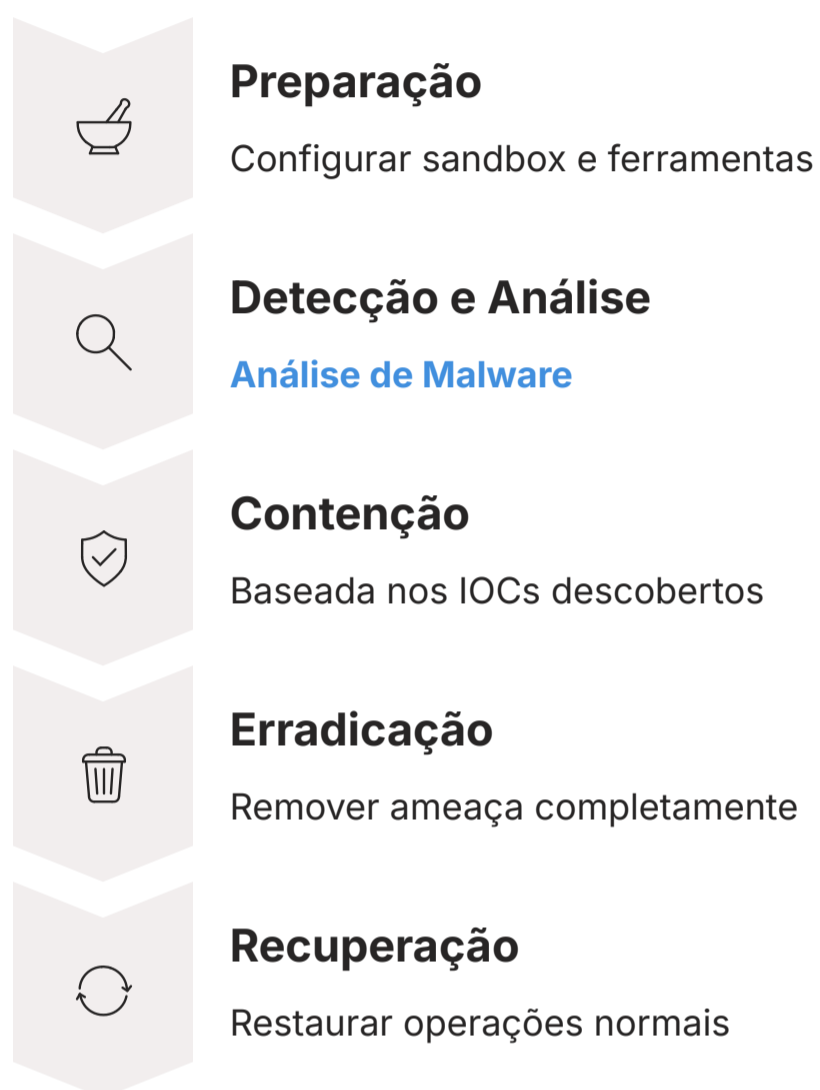 Preparação
Configurar sandbox e ferramentas
Detecção e Análise
Análise de Malware
Contenção
Baseada nos IOCs descobertos
Erradicação
Remover ameaça completamente
Recuperação
Restaurar operações normais